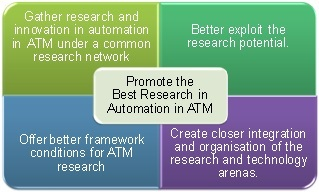 Gather research and
innovation in automation
in ATM under a common
research network
Better exploit the
research potential.
Promote the
Best Research in
Automation in ATM
Offer better framework
conditions for ATM
research
Create closer integration
and organisation of the
research and technology
arenas.